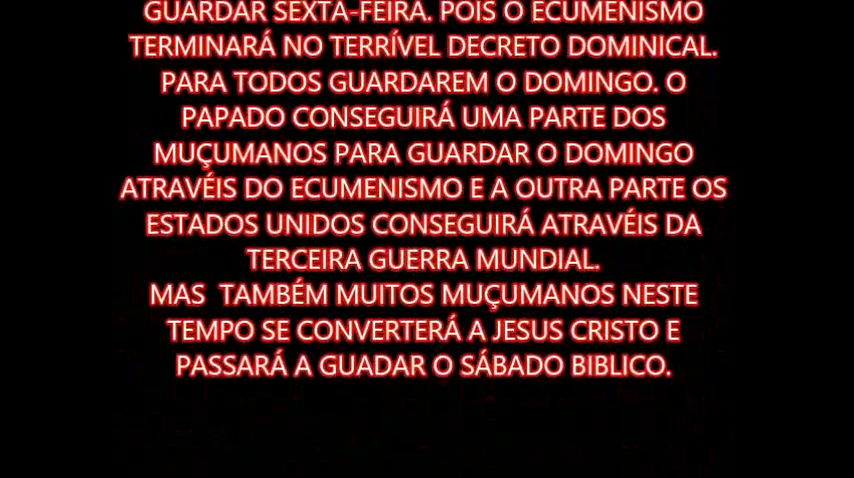 GUARDAR SEXTA-FEIRA. POIS O ECUMENISMO
TERMINARÁ NO TERRÍVEL DECRETO DOMINICAL.
PARA TODOS GUARDAREM O DOMINGO. O
PAPADO CONSEGUIRÁ UMA PARTE DOS
MUÇUMANOS PARA GUARDAR O DOMINGO
ATRAVÉIS DO ECUMENISMO E A OUTRA PARTE OS
ESTADOS UNIDOS CONSEGUIRÁ ATRAVÉIS DA
TERCEIRA GUERRA MUNDIAL.
MAS  TAMBÉM MUITOS MUÇUMANOS NESTE
TEMPO SE CONVERTERÁ A JESUS CRISTO E
PASSARÁ A GUADAR O SÁBADO BIBLICO.